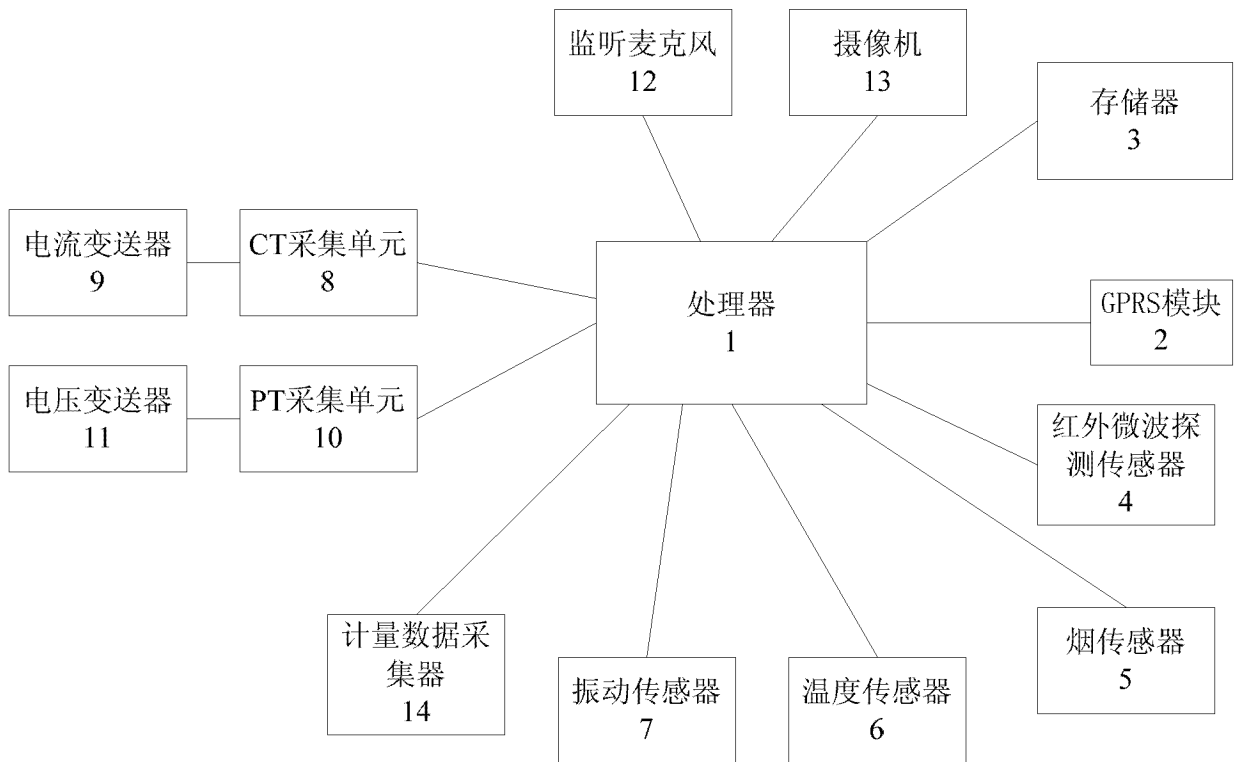 监听麦克风
12
摄像机
13
存储器
3
电流变送器
9
CT采集单元
8
处理器
1
GPRS模块
2
电压变送器
11
PT采集单元
10
红外微波探
测传感器
4
计量数据采
集器
14
振动传感器
7
温度传感器
6
烟传感器
5